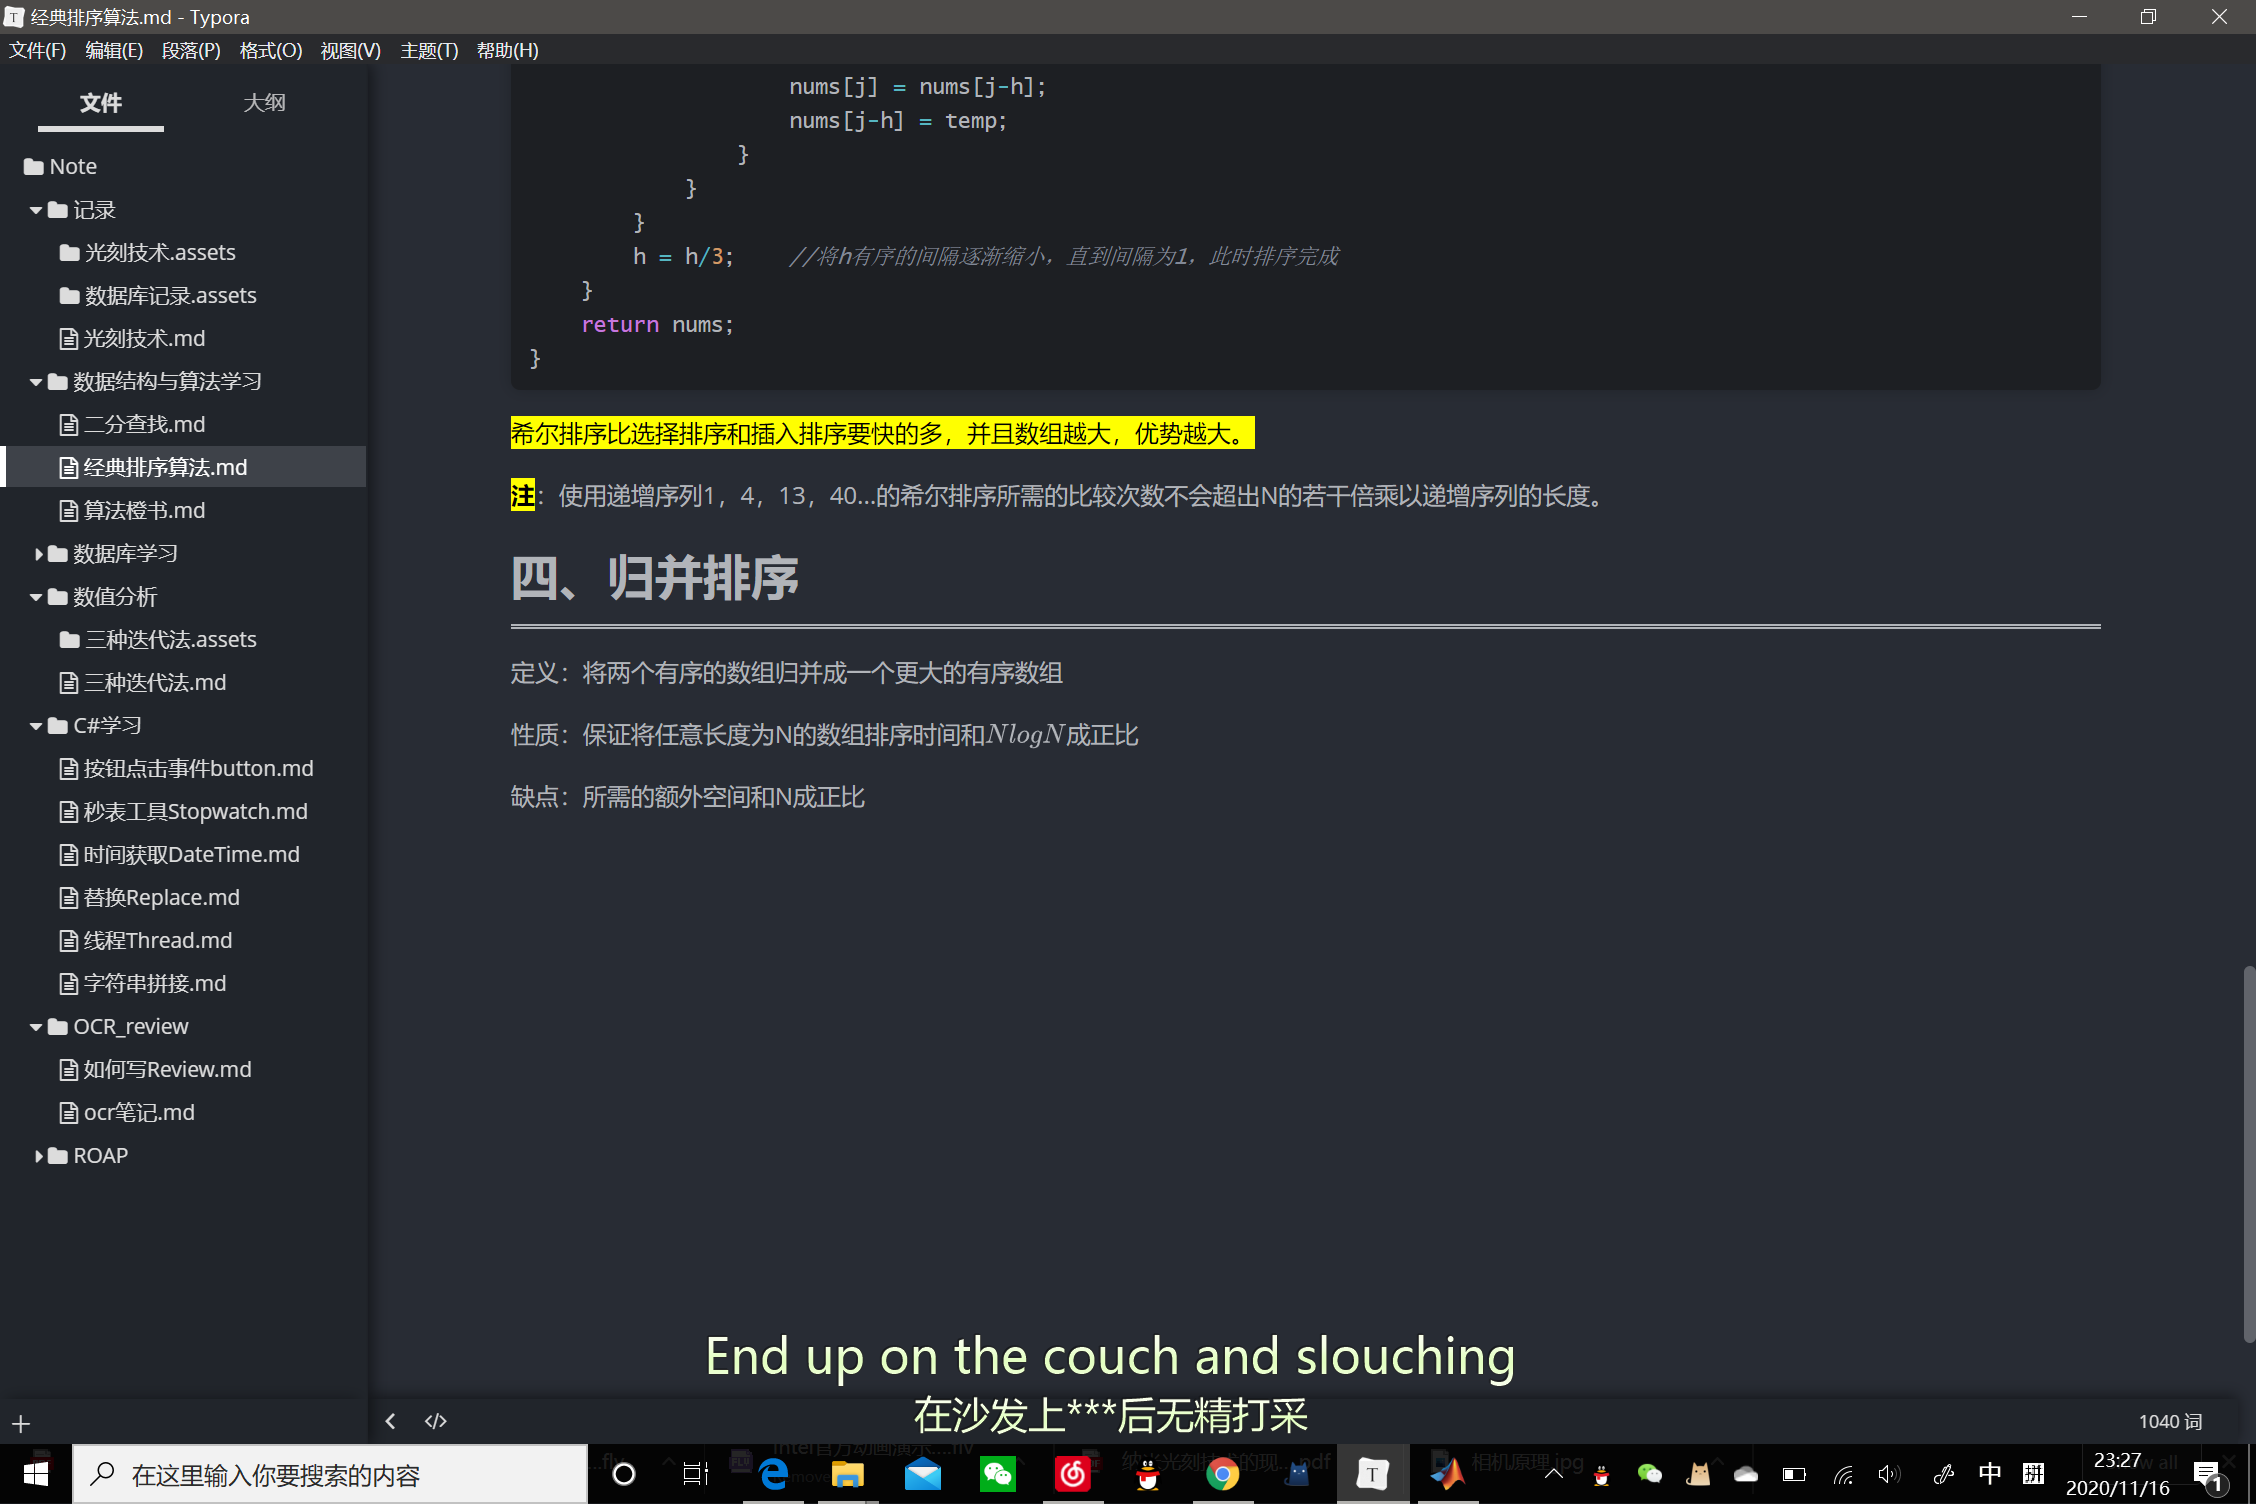 经典排序算法.md - Typora
文件(F) 编辑(E) 段落(P) 格式(O) 视图(V) 主题(T) 帮助(H)
文件 大纲
Note
记录
光刻技术.assets
数据库记录.assets
光刻技术.md
数据结构与算法学习
二分查找.md
经典排序算法.md
算法橙书.md
数据库学习
数值分析
三种迭代法.assets
三种迭代法.md
C#学习
按钮点击事件button.md
秒表工具Stopwatch.md
时间获取DateTime.md
替换Replace.md
线程Thread.md
字符串拼接.md
OCR_review
如何写Review.md
ocr笔记.md
ROAP
nums[j] = nums[j-h];
nums[j-h] = temp;
}
}
}
h = h/3; //将h有序的间隔逐渐缩小，直到间隔为1，此时排序完成
}
return nums;
}
希尔排序比选择排序和插入排序要快的多，并且数组越大，优势越大。
注：使用递增序列1，4，13，40...的希尔排序所需的比较次数不会超出N的若干倍乘以递增序列的长度。
四、归并排序
定义：将两个有序的数组归并成一个更大的有序数组
性质：保证将任意长度为N的数组排序时间和NlogN成正比
缺点：所需的额外空间和N成正比
End up on the couch and slouching
在沙发上***后无精打采
</> 1040 词
在这里输入你要搜索的内容
中 拼
23:27
2020/11/16
1